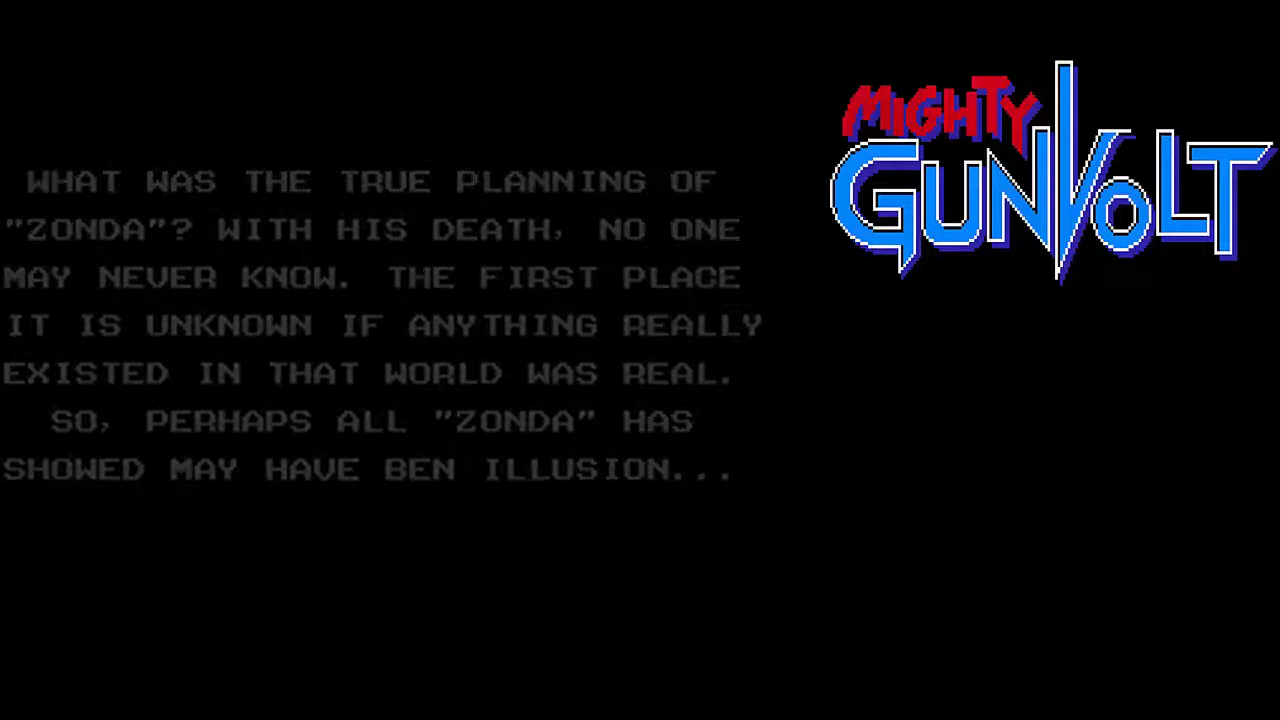 MIGHTY
GUNVOLT
WHAT WAS THE TRUE PLANNING OF
"ZONDA"? WITH HIS DEATH, NO ONE
MAY NEVER KNOW. THE FIRST PLACE
IT IS UNKNOWN IF ANYTHING REALLY
EXISTED IN THAT WORLD WAS REAL.
SO, PERHAPS ALL "ZONDA" HAS
SHOWED MAY HAVE BEN ILLUSION...